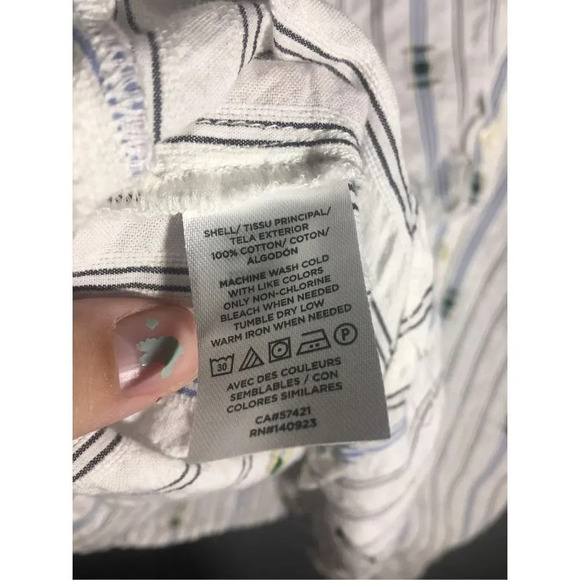 SHELL/ TISSU PRINCIPAL/
TELA EXTERIOR
100% COTTON/ COTON/
ALGODÓN
MACHINE WASH COLD
WITH LIKE COLORS
ONLY NON-CHLORINE
BLEACH WHEN NEEDED
TUMBLE DRY LOW
WARM IRON WHEN NEEDED
30 P
AVEC DES COULEURS
SEMBLABLES / CON
COLORES SIMILARES
CA#57421
RN#140923